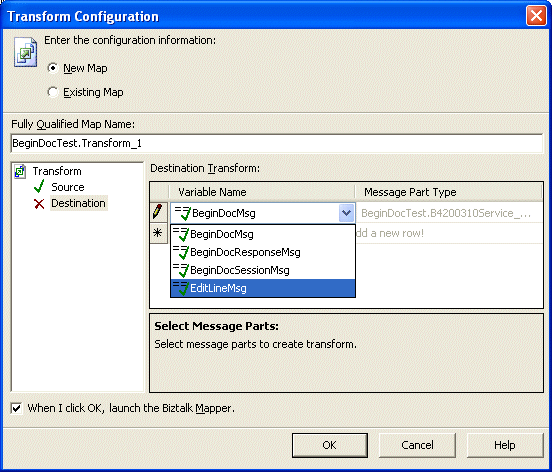 Transform Configuration
Enter the configuration information:
New Map
Existing Map
Fully Qualified Map Name:
BeginDocTest.Transform_1
Transform
Source
Destination
Destination Transform:
Variable Name
Message Part Type
BeginDocMsg
BeginDocTest.B4200310Service_...
BeginDocMsg
dd a new row!
BeginDocResponseMsg
BeginDocSessionMsg
EditLineMsg
Select Message Parts:
Select message parts to create transform.
When I click OK, launch the Biztalk Mapper.
OK
Cancel
Help